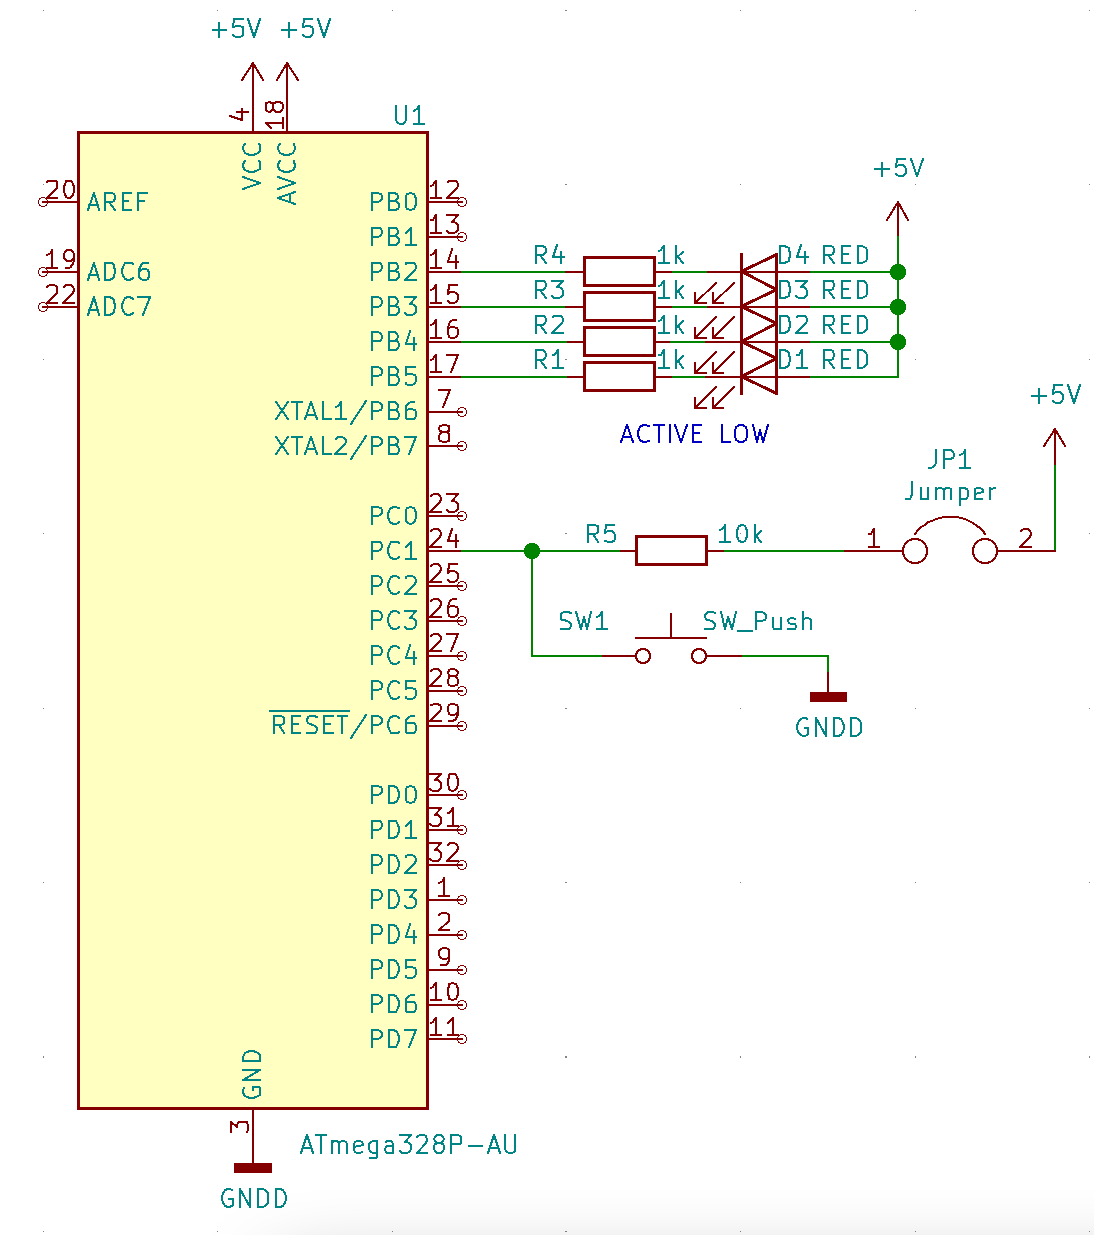 +5V +5V
4 18
U1
VCC AVCC
+5V
20 AREF PB0 12
PB1 13
19 ADC6 PB2 14 R4 1k D4 RED
22 ADC7 PB3 15 R3 1k D3 RED
PB4 16 R2 1k D2 RED
PB5 17 R1 1k D1 RED
XTAL1/PB6 7
+5V
XTAL2/PB7 8 ACTIVE LOW
JP1
Jumper
PC0 23
PC1 24 R5 10k 1 2
PC2 25
PC3 26 SW1 SW_Push
PC4 27
PC5 28
RESET/PC6 29 GNDD
PD0 30
PD1 31
PD2 32
PD3 1
PD4 2
PD5 9
PD6 10
PD7 11
GND
3
ATmega328P-AU
GNDD